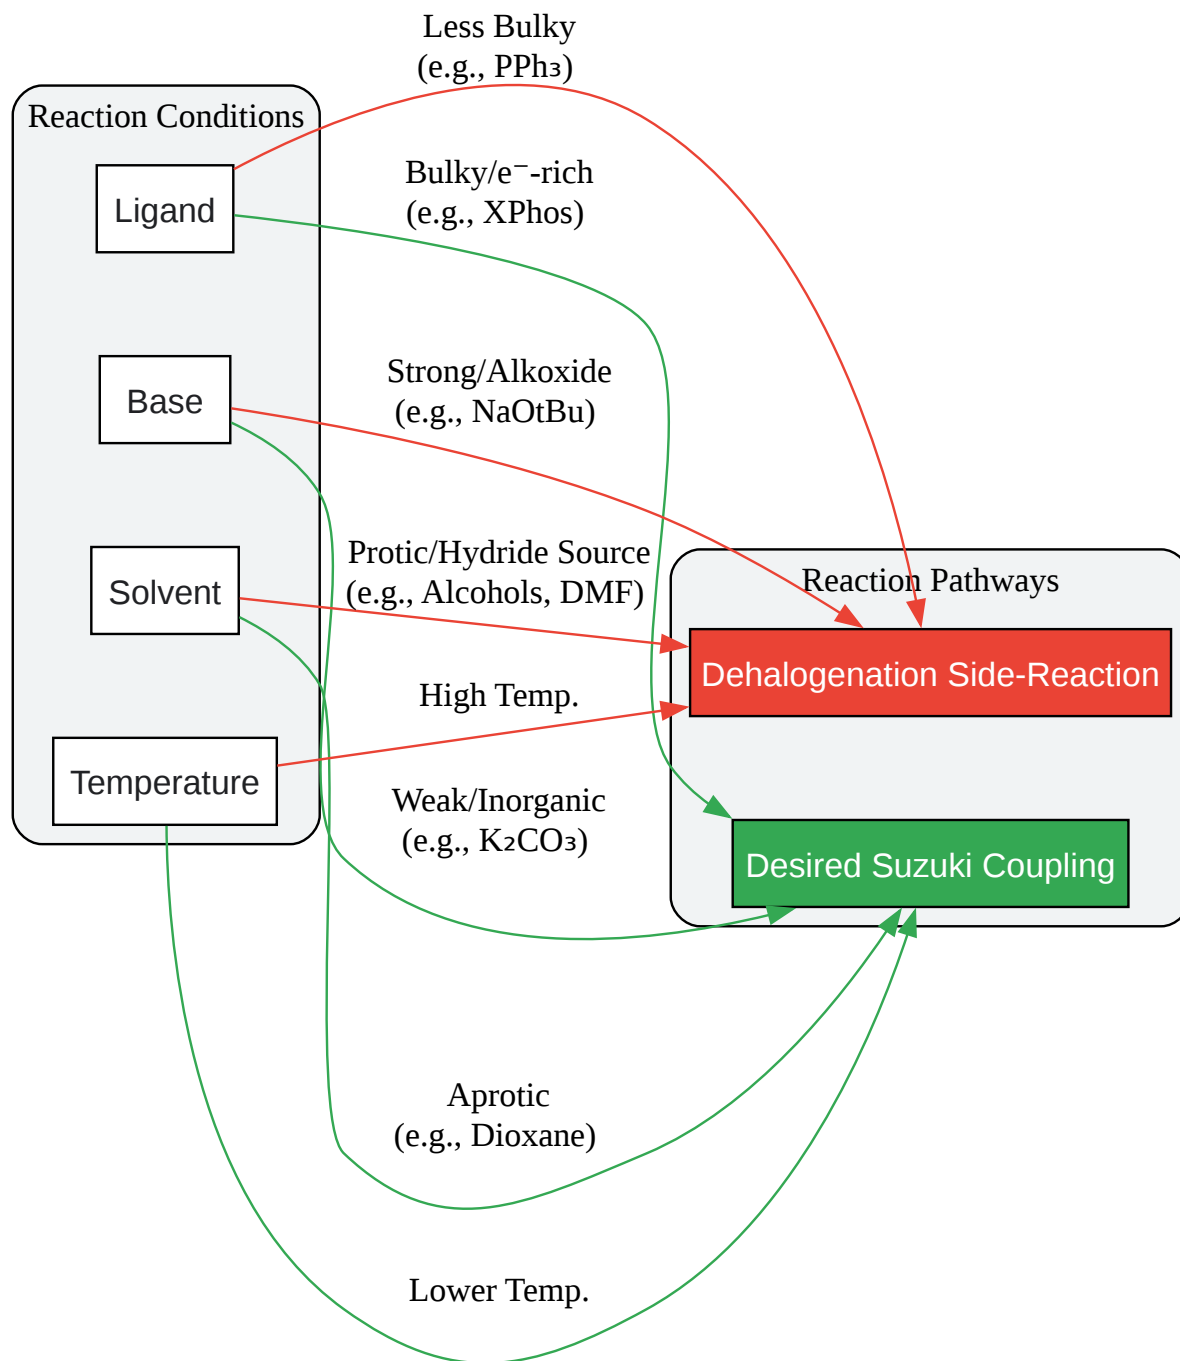 Less Bulky
(e.g., PPh₃)
Reaction Conditions
Ligand
Bulky/e⁻-rich
(e.g., XPhos)
Base
Strong/Alkoxide
(e.g., NaOtBu)
Solvent
Protic/Hydride Source
(e.g., Alcohols, DMF)
Reaction Pathways
Dehalogenation Side-Reaction
High Temp.
Temperature
Weak/Inorganic
(e.g., K₂CO₃)
Desired Suzuki Coupling
Aprotic
(e.g., Dioxane)
Lower Temp.